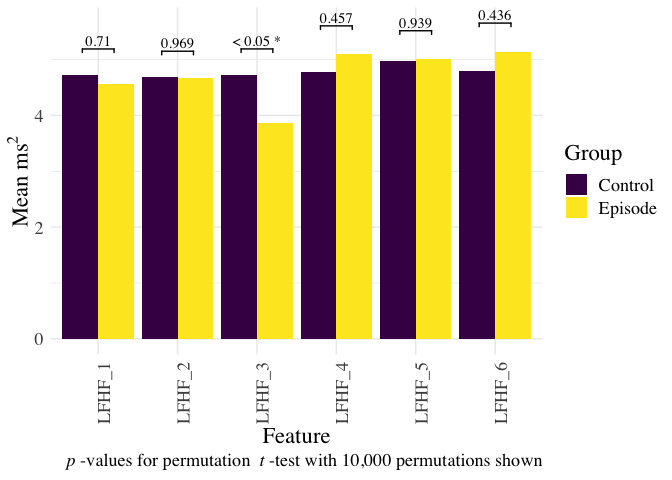 0.436
0.457
0.939
0.71
0.969
< 0.05 *
Mean ms²
4
2
0
Group
Control
Episode
LFHF_1
LFHF_2
LFHF_3
LFHF_4
LFHF_5
LFHF_6
Feature
p -values for permutation t -test with 10,000 permutations shown